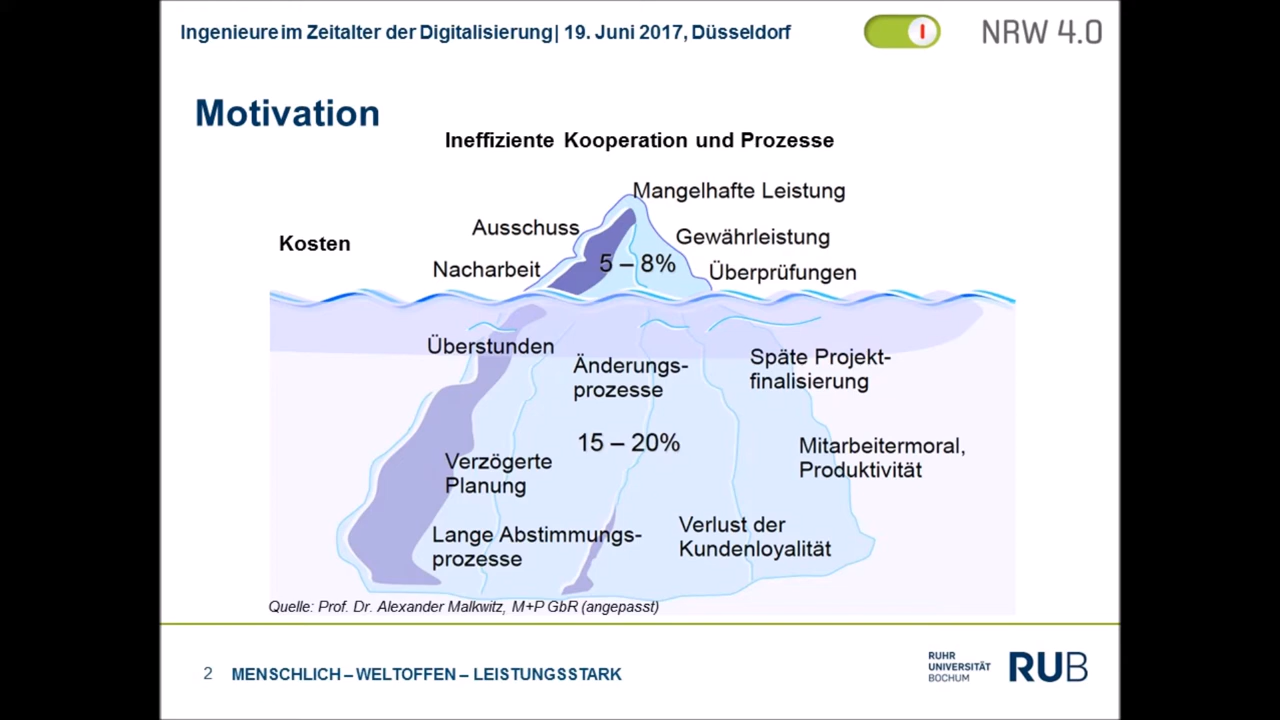 Ingenieure im Zeitalter der Digitalisierung| 19. Juni 2017, Düsseldorf
NRW 4.0
Motivation
Ineffiziente Kooperation und Prozesse
Mangelhafte Leistung
Ausschuss
Gewährleistung
Kosten
5 – 8%
Nacharbeit
Überprüfungen
Überstunden
Änderungs-
prozesse
Späte Projekt-
finalisierung
15 – 20%
Mitarbeitermoral,
Produktivität
Verzögerte
Planung
Lange Abstimmungs-
prozesse
Verlust der
Kundenloyalität
Quelle: Prof. Dr. Alexander Malkwitz, M+P GbR (angepasst)
2 MENSCHLICH – WELTOFFEN – LEISTUNGSSTARK
RUHR
UNIVERSITÄT
BOCHUM
RUB